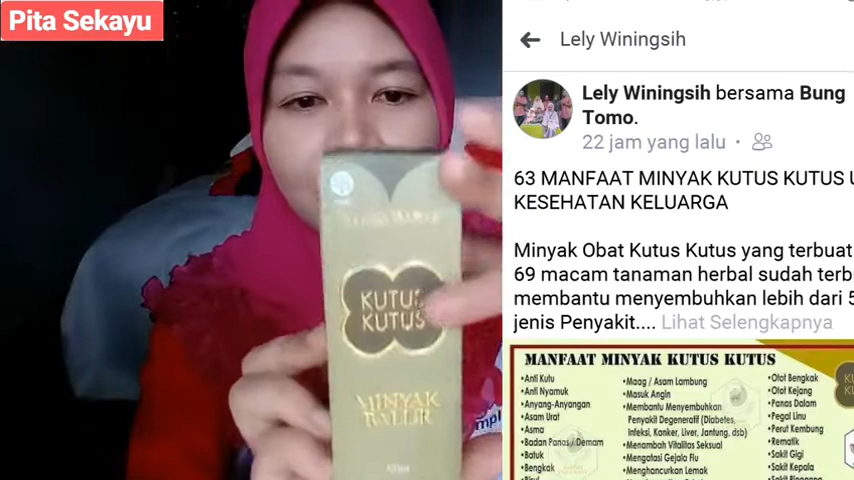 Pita Sekayu
KUTUS
KUTUS
MINYAK
BALUR
Lely Winingsih
Lely Winingsih bersama Bung
Tomo.
22 jam yang lalu
63 MANFAAT MINYAK KUTUS KUTUS U
KESEHATAN KELUARGA
Minyak Obat Kutus Kutus yang terbuat
69 macam tanaman herbal sudah terb
membantu menyembuhkan lebih dari 5
jenis Penyakit.... Lihat Selengkapnya
MANFAAT MINYAK KUTUS KUTUS
•Anti Kutu
•Anti Nyamuk
•Anyang-Anyangan
•Asam Urat
•Asma
•Badan Panas / Demam
•Batuk
•Bengkak
•Maag / Asam Lambung
•Masuk Angin
•Membantu Menyembuhkan
Penyakit Degeneratif (Diabetes,
Infeksi, Kanker, Liver, Jantung, dsb)
•Menambah Vitalitas Seksual
•Mengatasi Gejala Flu
•Menghancurkan Lemak
•Otot Bengkak
•Otot Kejang
•Panas Dalam
•Pegal Linu
•Perut Kembung
•Rematik
•Sakit Gigi
•Sakit Kepala